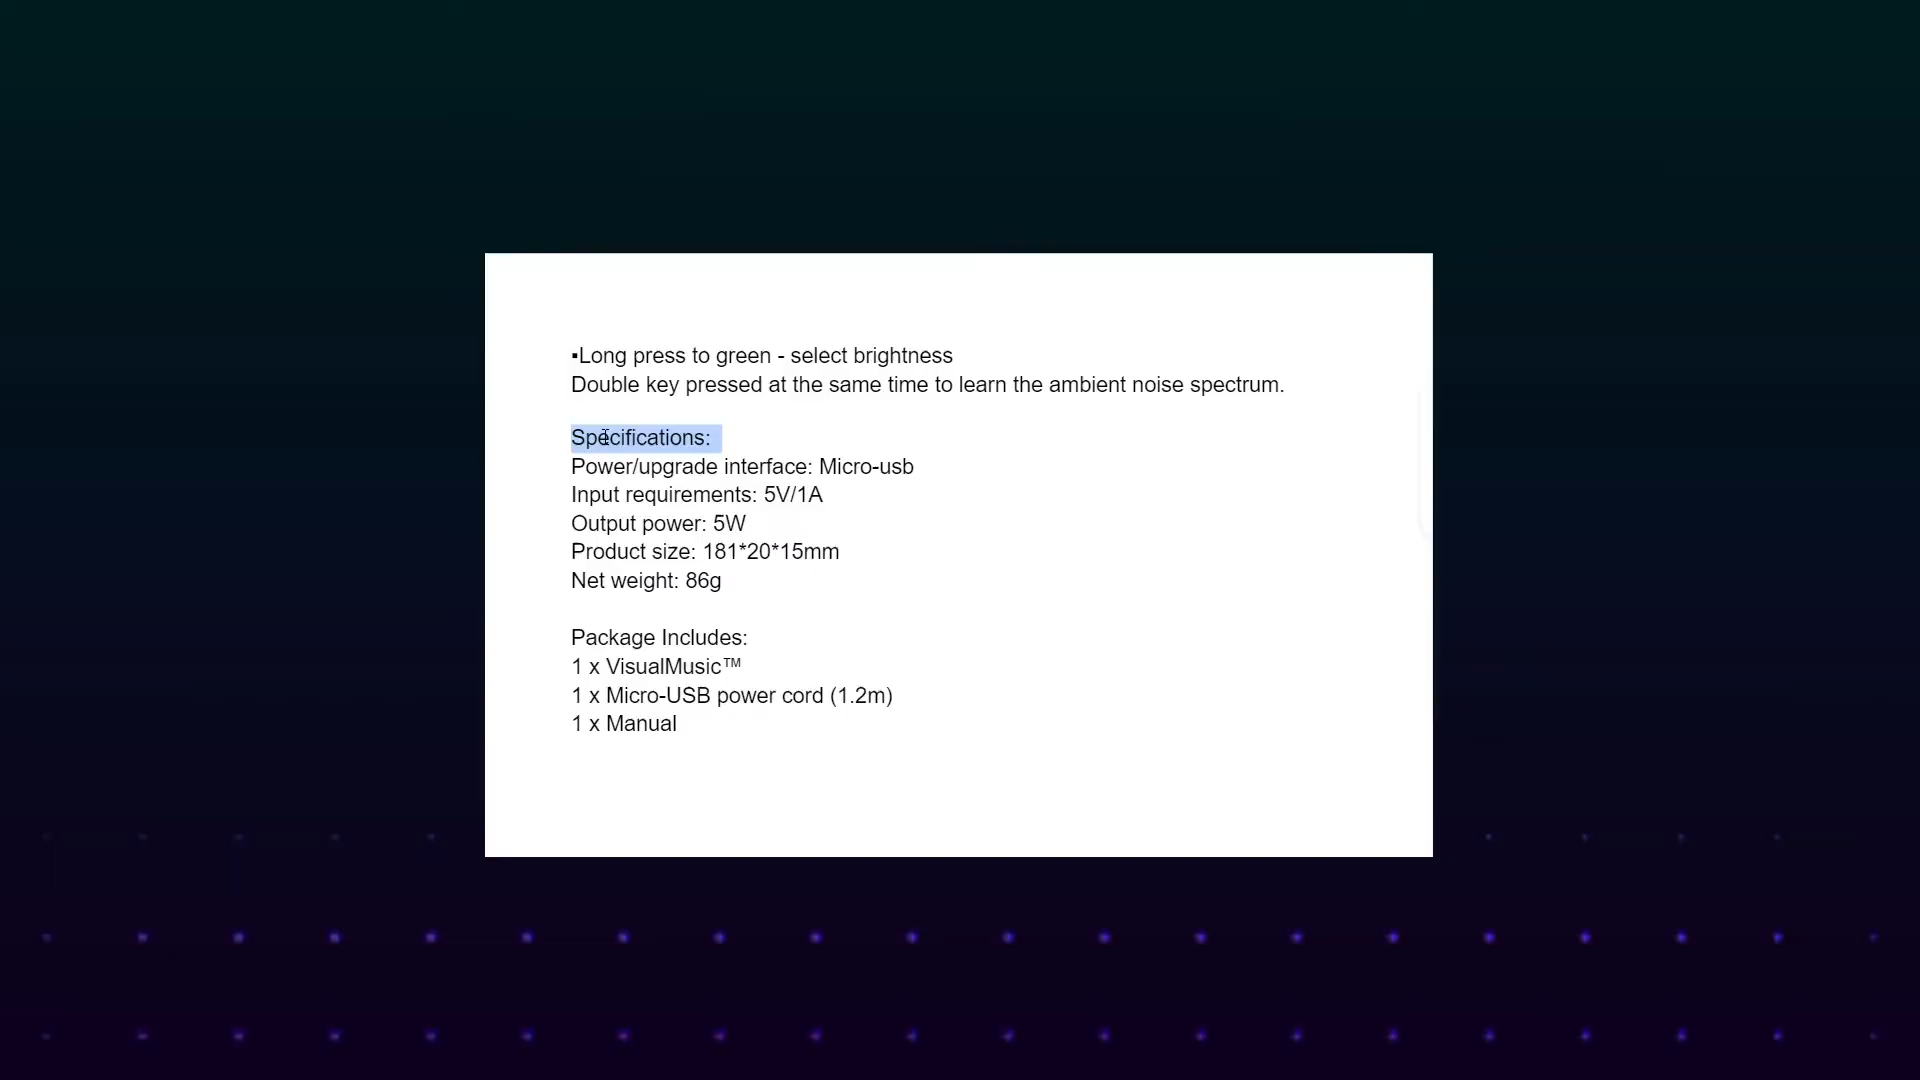 ▪Long press to green - select brightness
Double key pressed at the same time to learn the ambient noise spectrum.
Specifications:
Power/upgrade interface: Micro-usb
Input requirements: 5V/1A
Output power: 5W
Product size: 181*20*15mm
Net weight: 86g
Package Includes:
1 x VisualMusic™
1 x Micro-USB power cord (1.2m)
1 x Manual